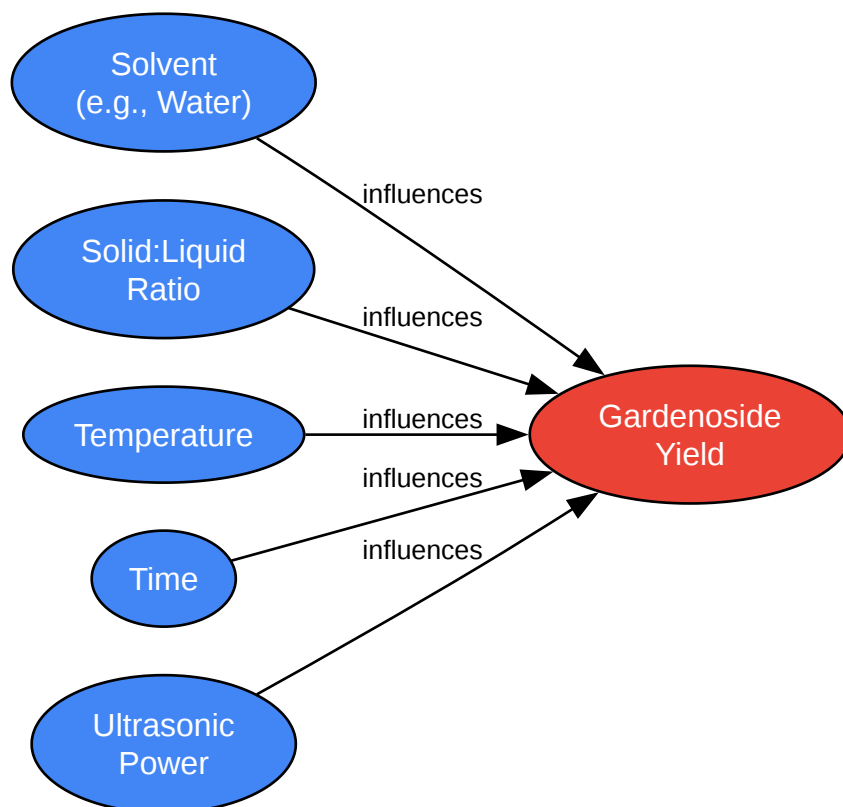 Solvent
(e.g., Water)
influences
Solid:Liquid
Ratio
influences
Temperature
influences
Gardenoside
Yield
influences
Time
influences
Ultrasonic
Power